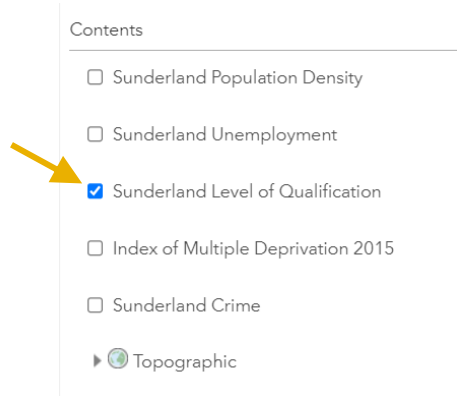 Contents
Sunderland Population Density
Sunderland Unemployment
Sunderland Level of Qualification
Index of Multiple Deprivation 2015
Sunderland Crime
Topographic